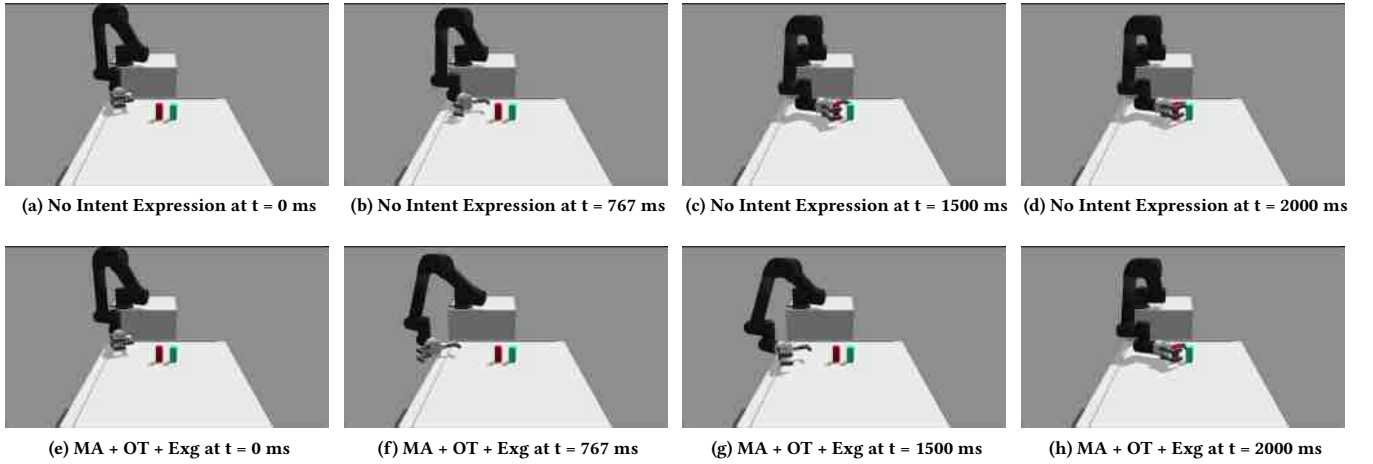 (a) No Intent Expression at t = 0 ms
(b) No Intent Expression at t = 767 ms
(c) No Intent Expression at t = 1500 ms
(d) No Intent Expression at t = 2000 ms
(e) MA + OT + Exg at t = 0 ms
(f) MA + OT + Exg at t = 767 ms
(g) MA + OT + Exg at t = 1500 ms
(h) MA + OT + Exg at t = 2000 ms